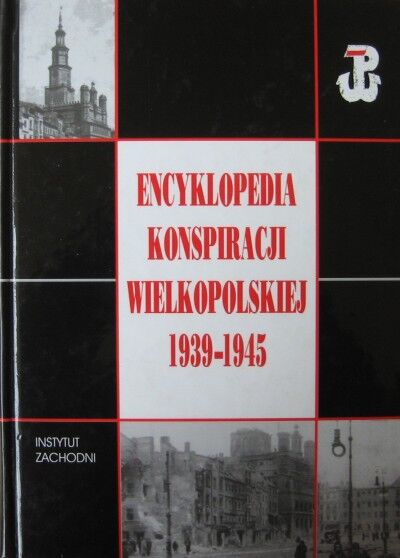 ENCYKLOPEDIA
KONSPIRACJI
WIELKOPOLSKIEJ
1939-1945
INSTYTUT
ZACHODNI